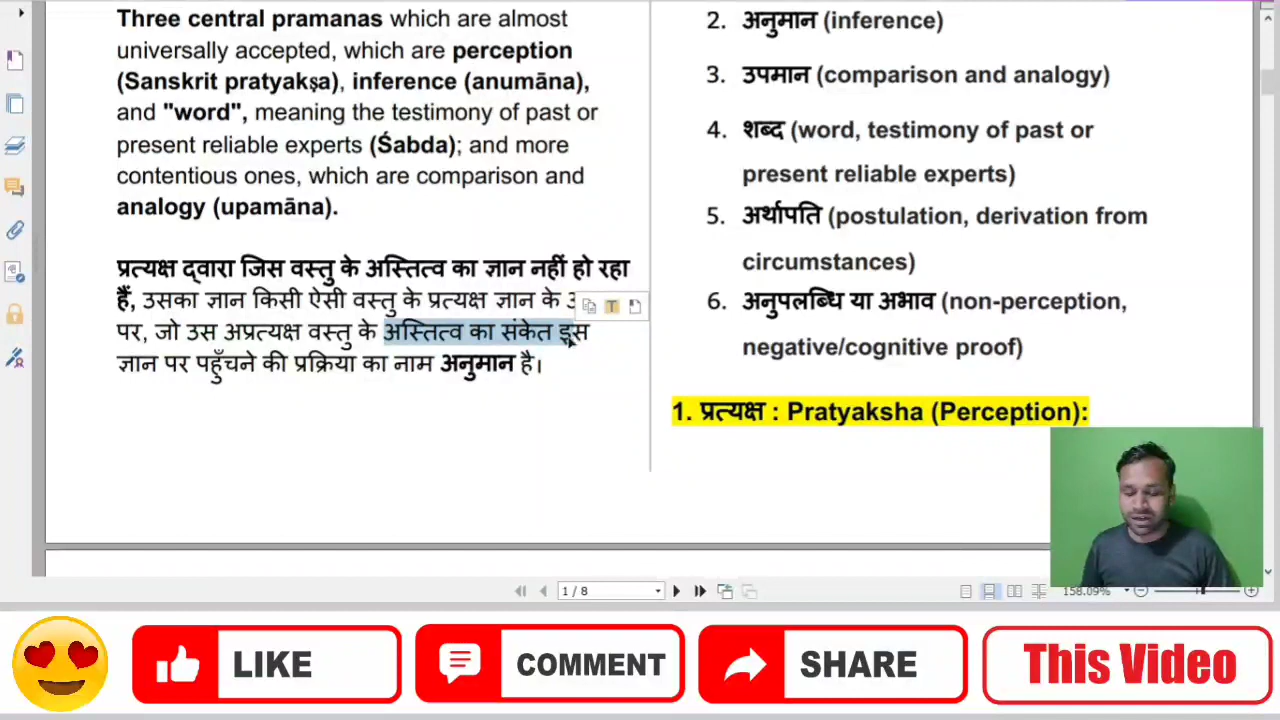 Three central pramanas which are almost
universally accepted, which are perception
(Sanskrit pratyakṣa), inference (anumāna),
and "word", meaning the testimony of past or
present reliable experts (Śabda); and more
contentious ones, which are comparison and
analogy (upamāna).
प्रत्यक्ष द्वारा जिस वस्तु के अस्तित्व का ज्ञान नहीं हो रहा
हैं, उसका ज्ञान किसी ऐसी वस्तु के प्रत्यक्ष ज्ञान के
पर, जो उस अप्रत्यक्ष वस्तु के अस्तित्व का संकेत इस
ज्ञान पर पहुँचने की प्रक्रिया का नाम अनुमान है।
2. अनुमान (inference)
3. उपमान (comparison and analogy)
4. शब्द (word, testimony of past or
present reliable experts)
5. अर्थापति (postulation, derivation from
circumstances)
6. अनुपलब्धि या अभाव (non-perception,
negative/cognitive proof)
1. प्रत्यक्ष : Pratyaksha (Perception):
1 / 8
158.09%
LIKE
COMMENT
SHARE
This Video